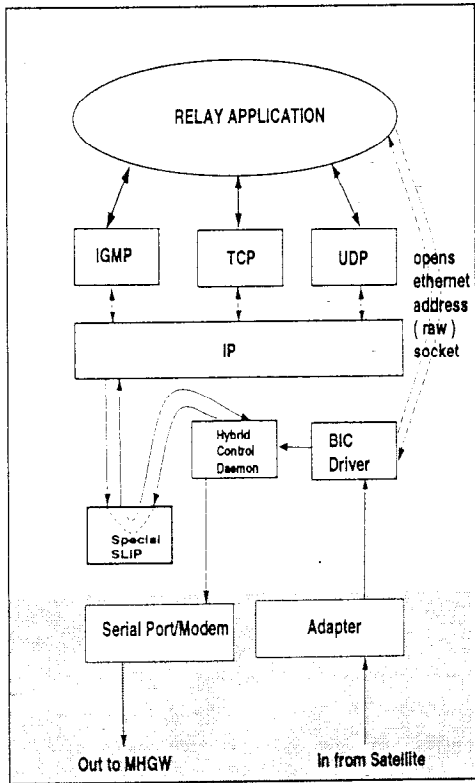 RELAY APPLICATION
IGMP
TCP
UDP
opens
ethernet
address
( raw )
socket
IP
Hybrid
Control
Daemon
BIC
Driver
Special
SLIP
Serial Port/Modem
Adapter
Out to MHGW
In from Satellite